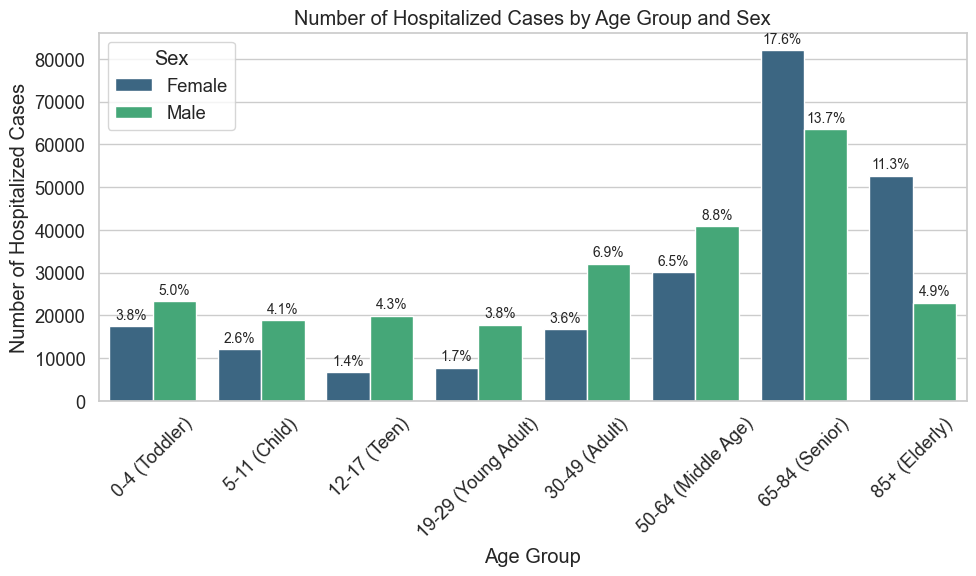 Number of Hospitalized Cases by Age Group and Sex
Number of Hospitalized Cases
80000
70000
60000
50000
40000
30000
20000
10000
0
Sex
Female
Male
3.8%
5.0%
2.6%
4.1%
1.4%
4.3%
1.7%
3.8%
3.6%
6.9%
6.5%
8.8%
17.6%
13.7%
11.3%
4.9%
0-4 (Toddler)
5-11 (Child)
12-17 (Teen)
19-29 (Young Adult)
30-49 (Adult)
50-64 (Middle Age)
65-84 (Senior)
85+ (Elderly)
Age Group